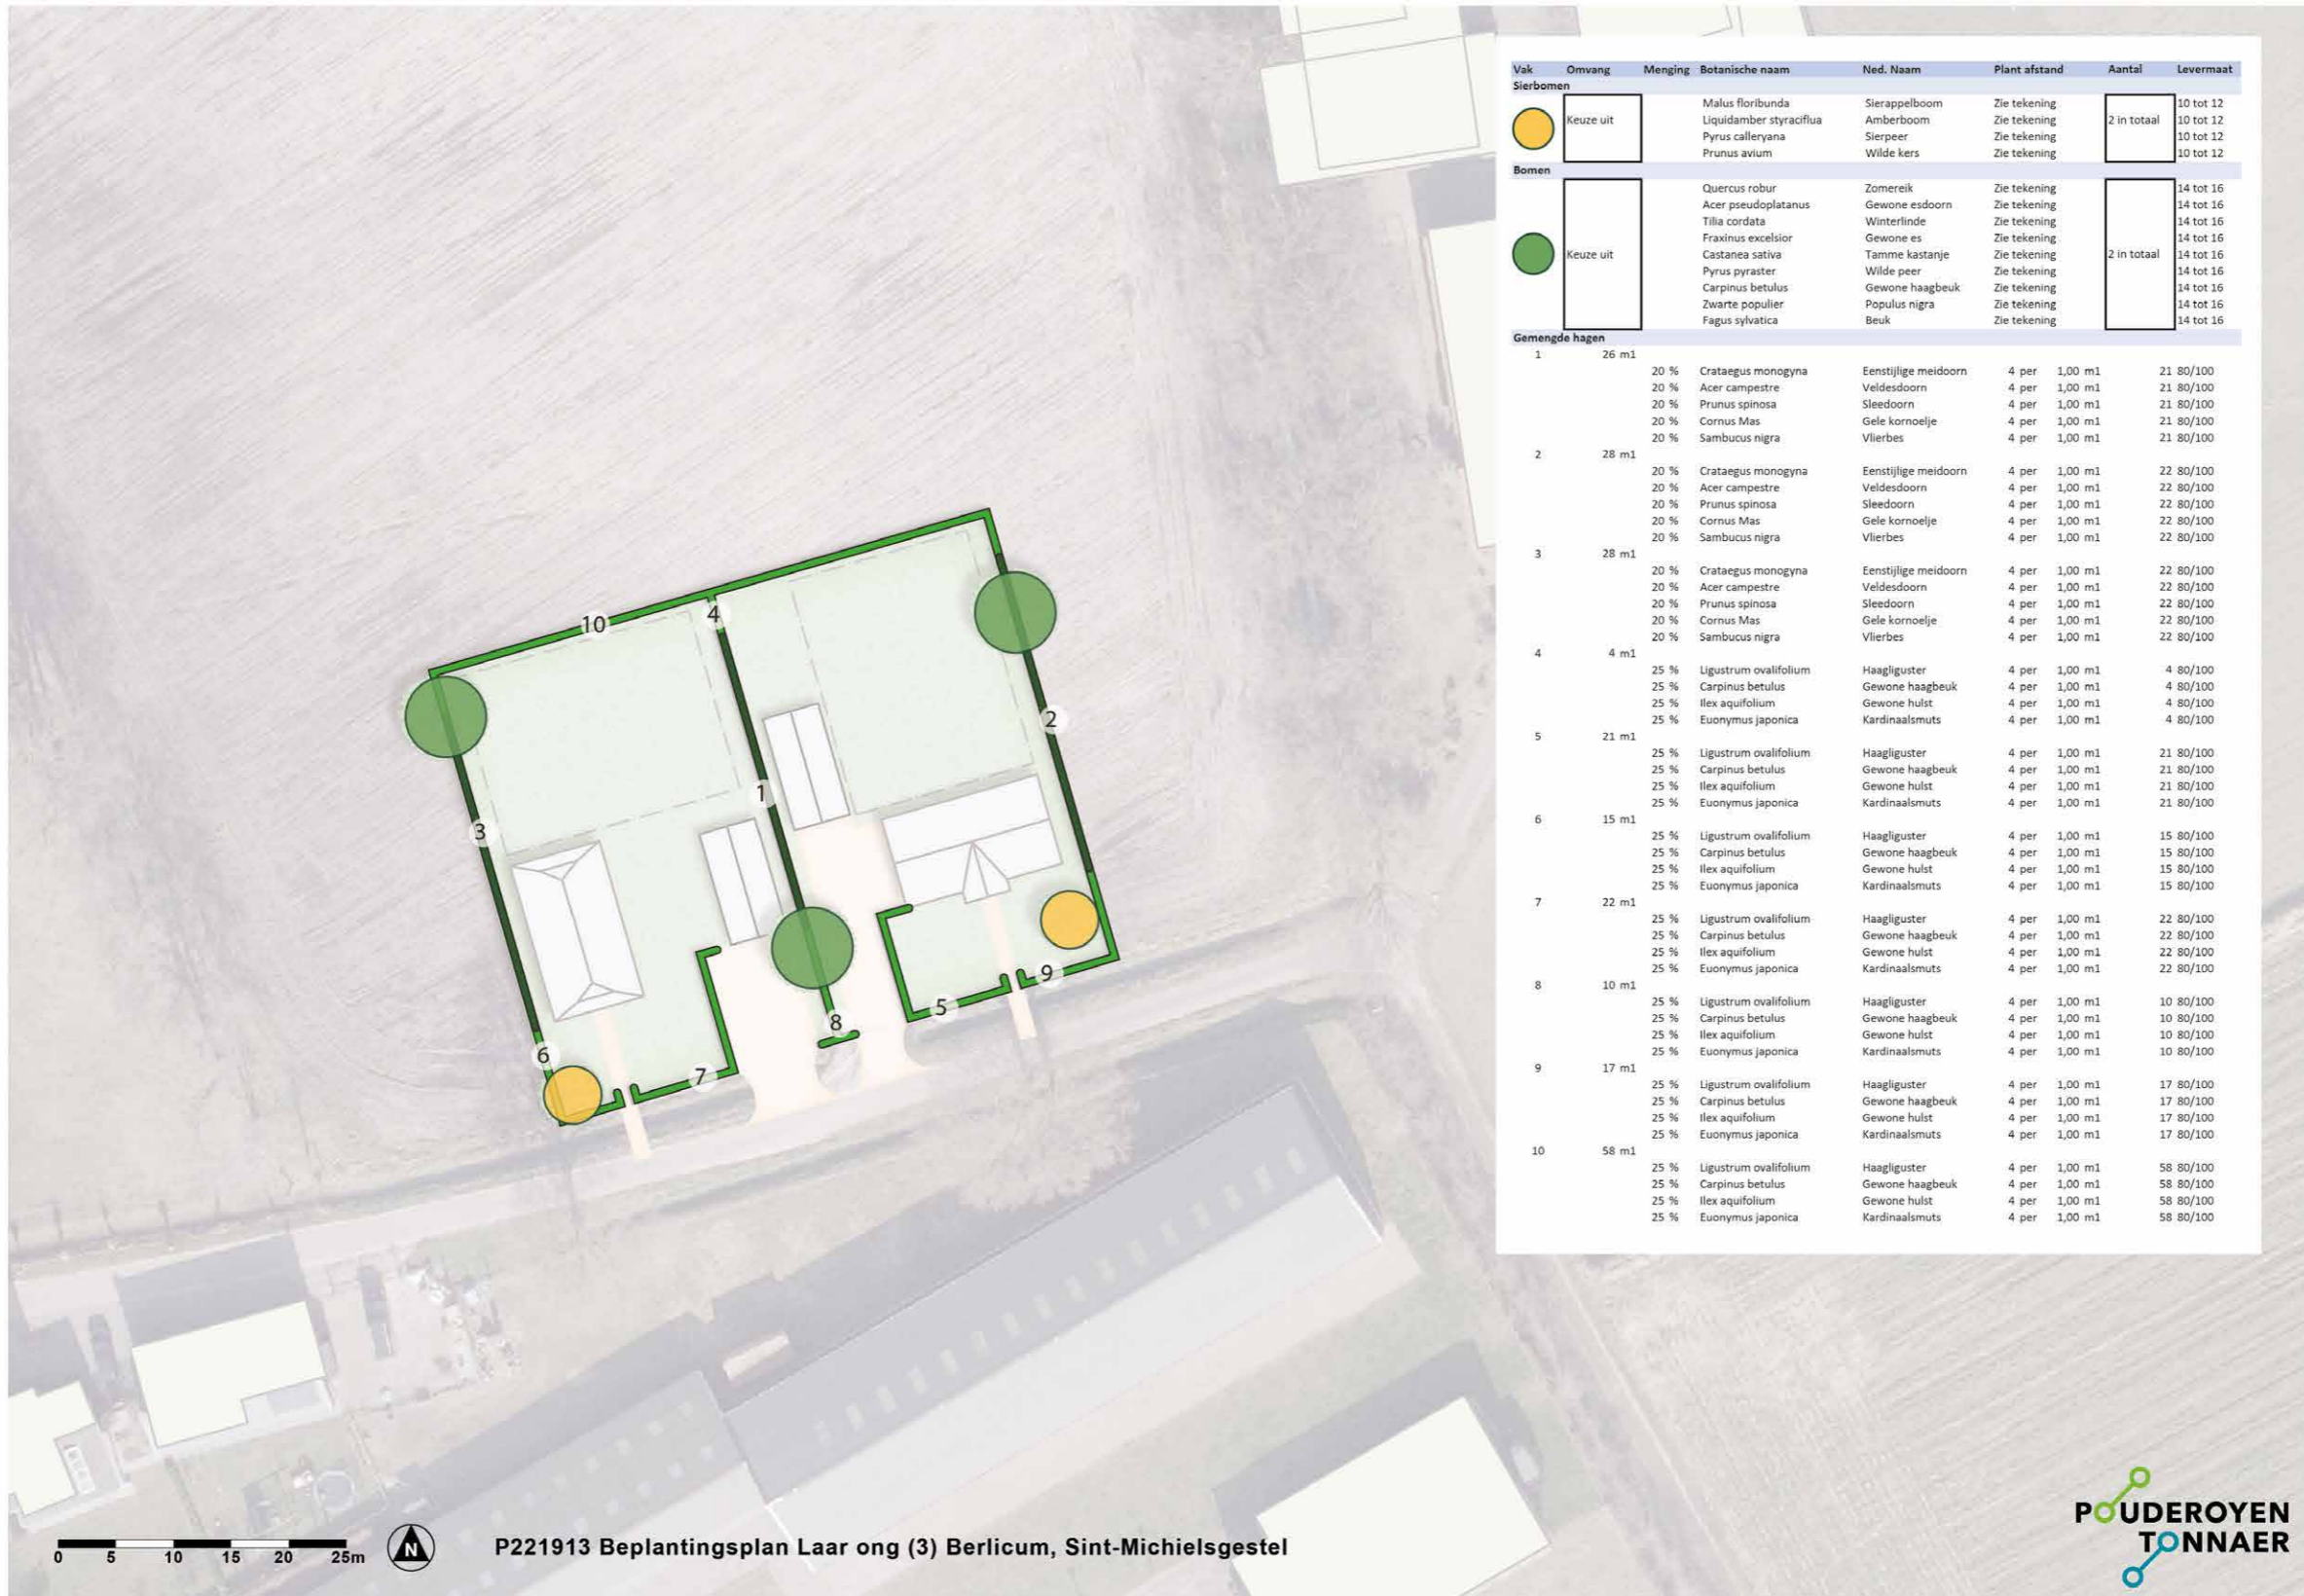 Vak Omvang Menging Botanische naam Ned. Naam Plant afstand Aantal Levermaat
Sierbomen
Malus floribunda Sierappelboom Zie tekening 10 tot 12
Keuze uit Liquidamber styraciflua Amberboom Zie tekening 2 in totaal 10 tot 12
Pyrus calleryana Sierpeer Zie tekening 10 tot 12
Prunus avium Wilde kers Zie tekening 10 tot 12
Bomen
Quercus robur Zomereik Zie tekening 14 tot 16
Acer pseudoplatanus Gewone esdoorn Zie tekening 14 tot 16
Tilia cordata Winterlinde Zie tekening 14 tot 16
Fraxinus excelsior Gewone es Zie tekening 14 tot 16
Keuze uit Castanea sativa Tamme kastanje Zie tekening 2 in totaal 14 tot 16
Pyrus pyraster Wilde peer Zie tekening 14 tot 16
Carpinus betulus Gewone haagbeuk Zie tekening 14 tot 16
Zwarte populier Populus nigra Zie tekening 14 tot 16
Fagus sylvatica Beuk Zie tekening 14 tot 16
Gemengde hagen
1 26 m1
20 % Crataegus monogyna Eenstijlige meidoorn 4 per 1,00 m1 21 80/100
20 % Acer campestre Veldesdoorn 4 per 1,00 m1 21 80/100
20 % Prunus spinosa Sleedoorn 4 per 1,00 m1 21 80/100
20 % Cornus Mas Gele kornoelje 4 per 1,00 m1 21 80/100
20 % Sambucus nigra Vlierbes 4 per 1,00 m1 21 80/100
2 28 m1
20 % Crataegus monogyna Eenstijlige meidoorn 4 per 1,00 m1 22 80/100
20 % Acer campestre Veldesdoorn 4 per 1,00 m1 22 80/100
20 % Prunus spinosa Sleedoorn 4 per 1,00 m1 22 80/100
20 % Cornus Mas Gele kornoelje 4 per 1,00 m1 22 80/100
20 % Sambucus nigra Vlierbes 4 per 1,00 m1 22 80/100
3 28 m1
20 % Crataegus monogyna Eenstijlige meidoorn 4 per 1,00 m1 22 80/100
20 % Acer campestre Veldesdoorn 4 per 1,00 m1 22 80/100
20 % Prunus spinosa Sleedoorn 4 per 1,00 m1 22 80/100
20 % Cornus Mas Gele kornoelje 4 per 1,00 m1 22 80/100
20 % Sambucus nigra Vlierbes 4 per 1,00 m1 22 80/100
4 4 m1
25 % Ligustrum ovalifolium Haagliguster 4 per 1,00 m1 4 80/100
25 % Carpinus betulus Gewone haagbeuk 4 per 1,00 m1 4 80/100
25 % Ilex aquifolium Gewone hulst 4 per 1,00 m1 4 80/100
25 % Euonymus japonica Kardinaalsmuts 4 per 1,00 m1 4 80/100
5 21 m1
25 % Ligustrum ovalifolium Haagliguster 4 per 1,00 m1 21 80/100
25 % Carpinus betulus Gewone haagbeuk 4 per 1,00 m1 21 80/100
25 % Ilex aquifolium Gewone hulst 4 per 1,00 m1 21 80/100
25 % Euonymus japonica Kardinaalsmuts 4 per 1,00 m1 21 80/100
6 15 m1
25 % Ligustrum ovalifolium Haagliguster 4 per 1,00 m1 15 80/100
25 % Carpinus betulus Gewone haagbeuk 4 per 1,00 m1 15 80/100
25 % Ilex aquifolium Gewone hulst 4 per 1,00 m1 15 80/100
25 % Euonymus japonica Kardinaalsmuts 4 per 1,00 m1 15 80/100
7 22 m1
25 % Ligustrum ovalifolium Haagliguster 4 per 1,00 m1 22 80/100
25 % Carpinus betulus Gewone haagbeuk 4 per 1,00 m1 22 80/100
25 % Ilex aquifolium Gewone hulst 4 per 1,00 m1 22 80/100
25 % Euonymus japonica Kardinaalsmuts 4 per 1,00 m1 22 80/100
8 10 m1
25 % Ligustrum ovalifolium Haagliguster 4 per 1,00 m1 10 80/100
25 % Carpinus betulus Gewone haagbeuk 4 per 1,00 m1 10 80/100
25 % Ilex aquifolium Gewone hulst 4 per 1,00 m1 10 80/100
25 % Euonymus japonica Kardinaalsmuts 4 per 1,00 m1 10 80/100
9 17 m1
25 % Ligustrum ovalifolium Haagliguster 4 per 1,00 m1 17 80/100
25 % Carpinus betulus Gewone haagbeuk 4 per 1,00 m1 17 80/100
25 % Ilex aquifolium Gewone hulst 4 per 1,00 m1 17 80/100
25 % Euonymus japonica Kardinaalsmuts 4 per 1,00 m1 17 80/100
10 58 m1
25 % Ligustrum ovalifolium Haagliguster 4 per 1,00 m1 58 80/100
25 % Carpinus betulus Gewone haagbeuk 4 per 1,00 m1 58 80/100
25 % Ilex aquifolium Gewone hulst 4 per 1,00 m1 58 80/100
25 % Euonymus japonica Kardinaalsmuts 4 per 1,00 m1 58 80/100
4
10
2
1
3
9
5
8
6
7
0 5 10 15 20 25m
N
P221913 Beplantingsplan Laar ong (3) Berlicum, Sint-Michielsgestel
POUDEROYEN
TONNAER